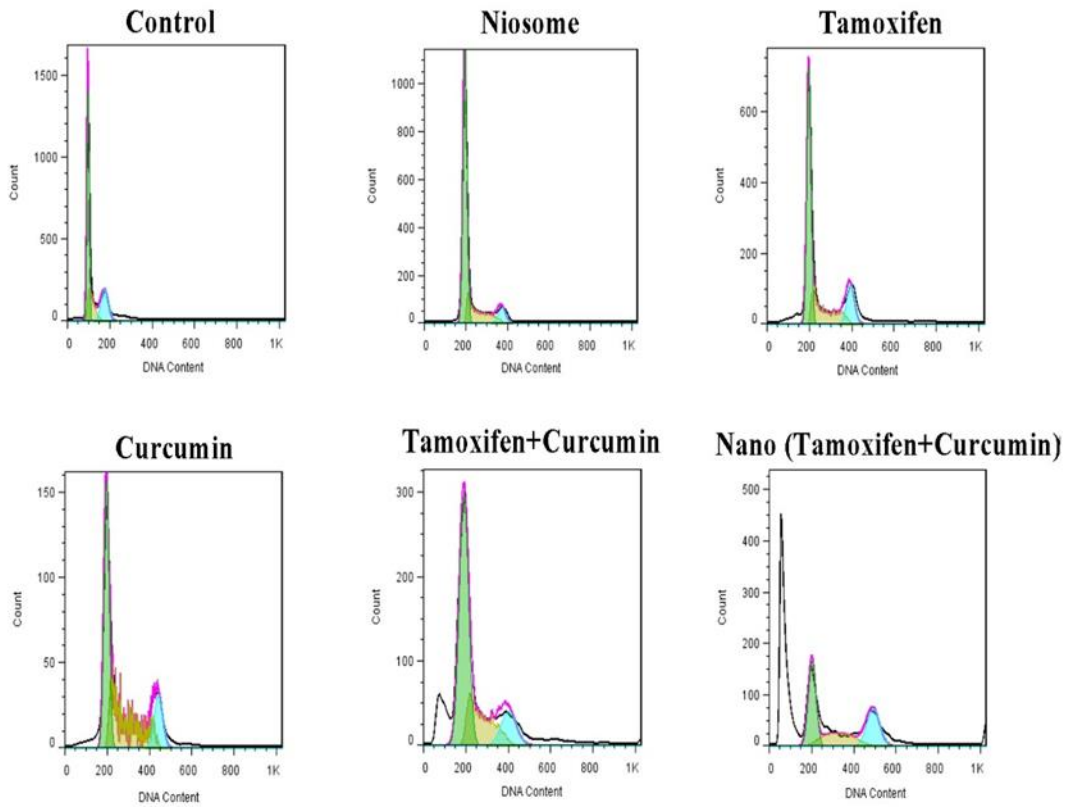 Control
Niosome
Tamoxifen
1500
1000
500
0
Count
0 200 400 600 800 1K
DNA Content
1000
800
600
400
200
0
Count
0 200 400 600 800 1K
DNA Content
600
400
200
0
Count
0 200 400 600 800 1K
DNA Content
Curcumin
Tamoxifen+Curcumin
Nano (Tamoxifen+Curcumin)
150
100
50
0
Count
0 200 400 600 800 1K
DNA Content
300
200
100
0
Count
0 200 400 600 800 1K
DNA Content
500
400
300
200
100
0
Count
0 200 400 600 800 1K
DNA Content